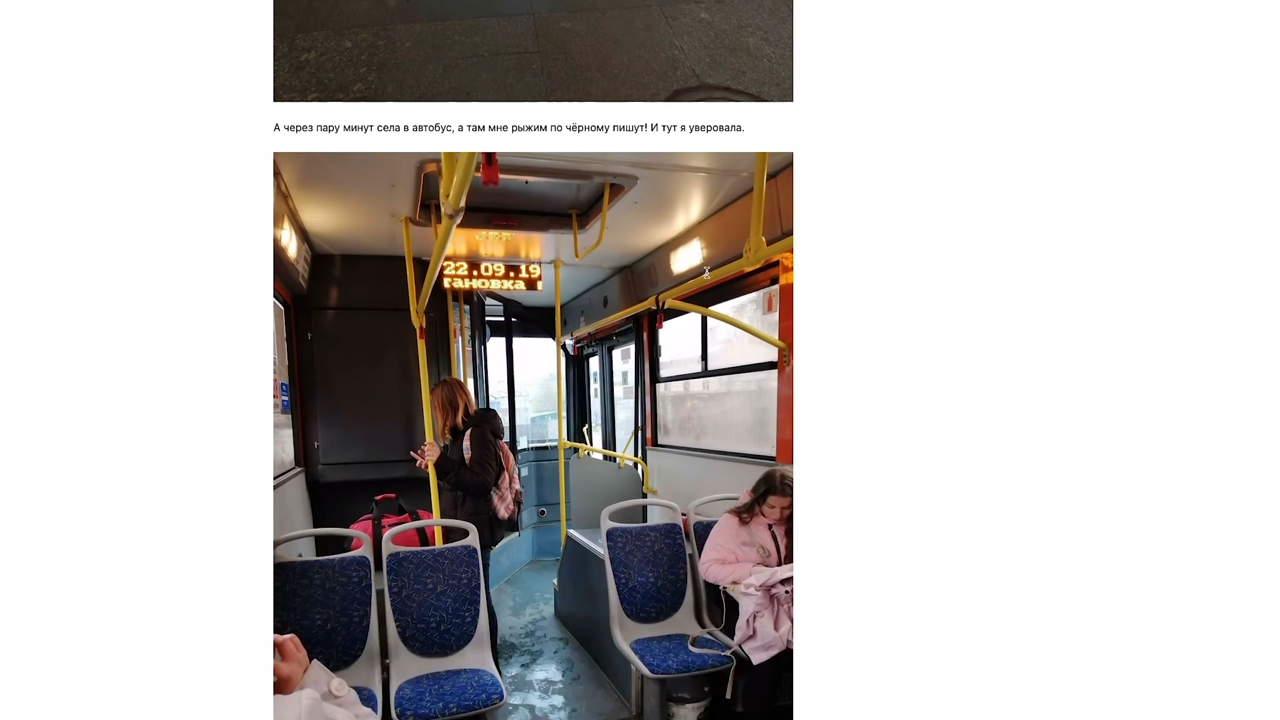 А через пару минут села в автобус, а там мне рыжим по чёрному пишут! И тут я уверовала.
22.09.19
тановка